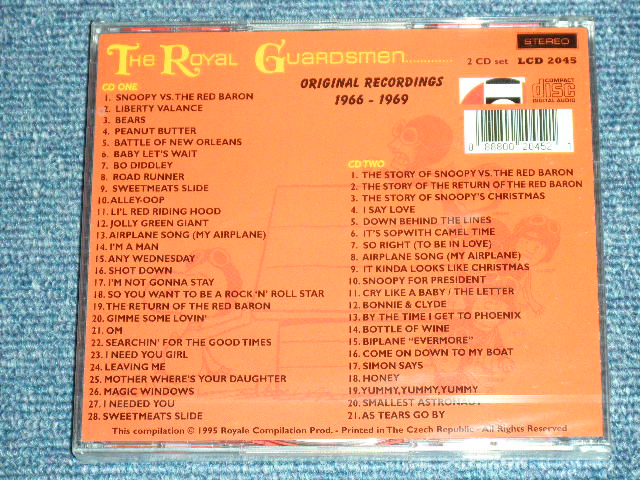 The Royal Guardsmen.............
STEREO
2 CD set LCD 2045
ORIGINAL RECORDINGS
1966 - 1969
COMPACT
disc
DIGITAL AUDIO
0 88800 20452 1
CD ONE
1. SNOOPY VS. THE RED BARON
2. LIBERTY VALANCE
3. BEARS
4. PEANUT BUTTER
5. BATTLE OF NEW ORLEANS
6. BABY LET'S WAIT
7. BO DIDDLEY
8. ROAD RUNNER
9. SWEETMEATS SLIDE
10. ALLEY-OOP
11. LI'L RED RIDING HOOD
12. JOLLY GREEN GIANT
13. AIRPLANE SONG (MY AIRPLANE)
14. I'M A MAN
15. ANY WEDNESDAY
16. SHOT DOWN
17. I'M NOT GONNA STAY
18. SO YOU WANT TO BE A ROCK 'N' ROLL STAR
19. THE RETURN OF THE RED BARON
20. GIMME SOME LOVIN'
21. OM
22. SEARCHIN' FOR THE GOOD TIMES
23. I NEED YOU GIRL
24. LEAVING ME
25. MOTHER WHERE'S YOUR DAUGHTER
26. MAGIC WINDOWS
27. I NEEDED YOU
28. SWEETMEATS SLIDE
CD TWO
1. THE STORY OF SNOOPY VS. THE RED BARON
2. THE STORY OF THE RETURN OF THE RED BARON
3. THE STORY OF SNOOPY'S CHRISTMAS
4. I SAY LOVE
5. DOWN BEHIND THE LINES
6. IT'S SOPWITH CAMEL TIME
7. SO RIGHT (TO BE IN LOVE)
8. AIRPLANE SONG (MY AIRPLANE)
9. IT KINDA LOOKS LIKE CHRISTMAS
10. SNOOPY FOR PRESIDENT
11. CRY LIKE A BABY / THE LETTER
12. BONNIE & CLYDE
13. BY THE TIME I GET TO PHOENIX
14. BOTTLE OF WINE
15. BIPLANE "EVERMORE"
16. COME ON DOWN TO MY BOAT
17. SIMON SAYS
18. HONEY
19. YUMMY, YUMMY, YUMMY
20. SMALLEST ASTRONAUT
21. AS TEARS GO BY
This compilation © 1995 Royale Compilation Prod. - Printed in The Czech Republic - All Rights Reserved